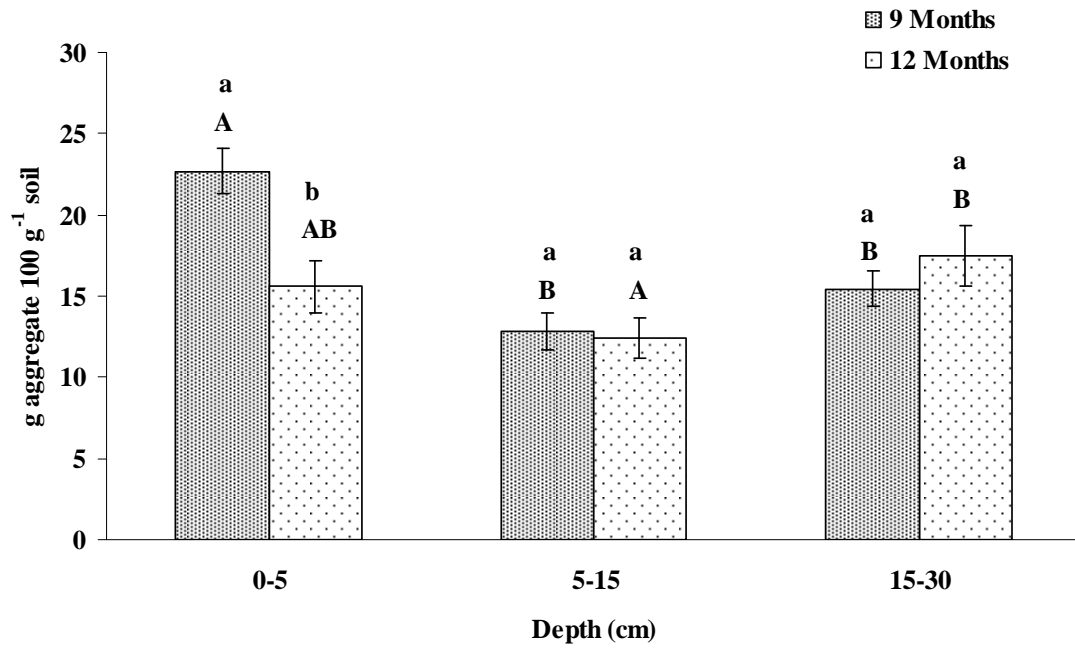 9 Months
12 Months
g aggregate 100 g⁻¹ soil
30
25
20
15
10
5
0
a
A
b
AB
a
B
a
A
a
B
a
B
0-5
5-15
15-30
Depth (cm)